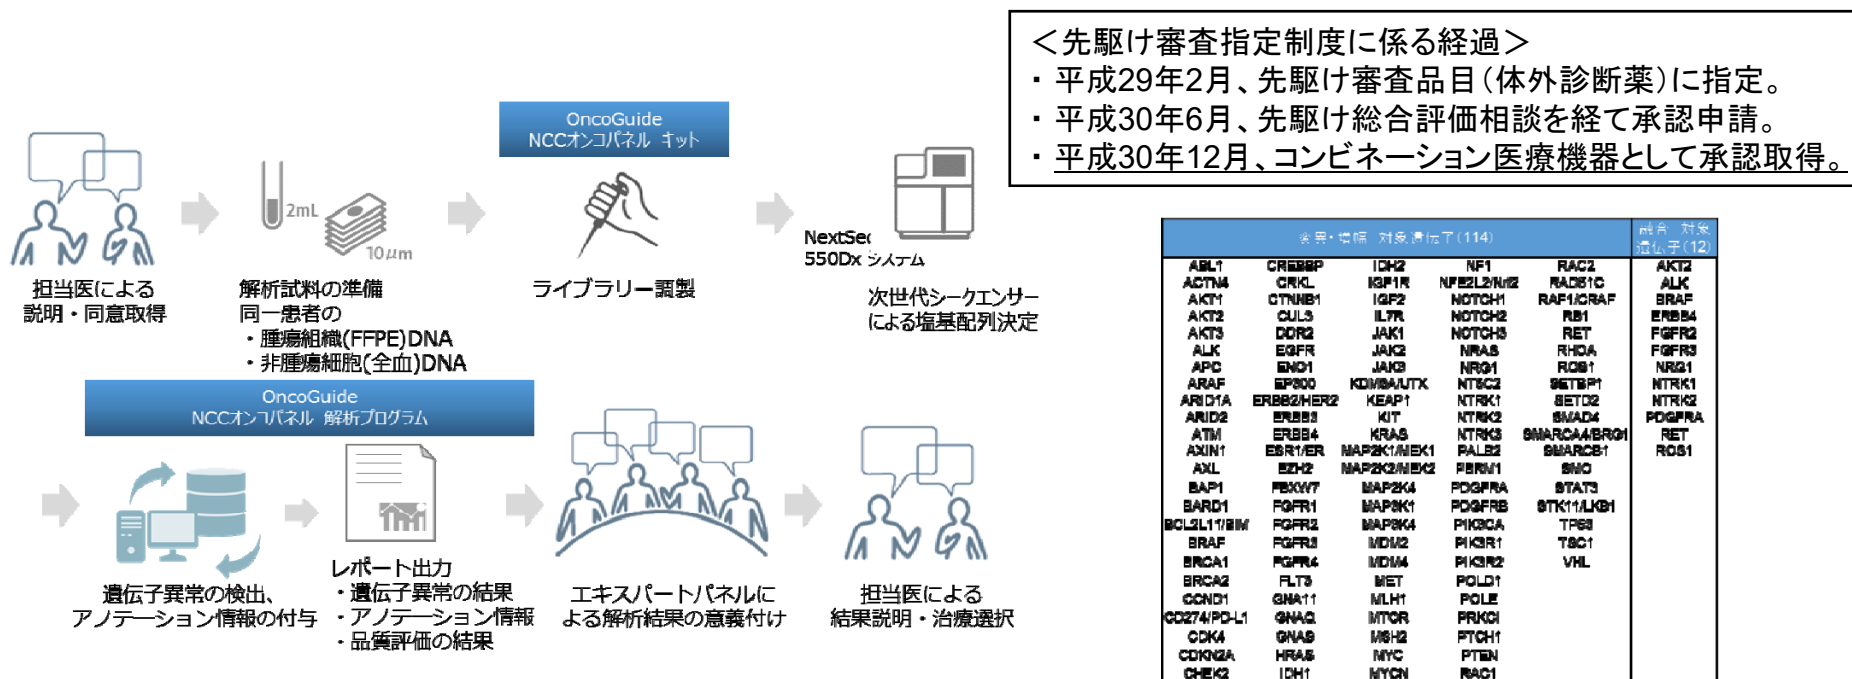 ＜先駆け審査指定制度に係る経過＞
・ 平成29年2月、先駆け審査品目（体外診断薬）に指定。
・ 平成30年6月、先駆け総合評価相談を経て承認申請。
・ 平成30年12月、コンビネーション医療機器として承認取得。
OncoGuide
NCCオンコパネル キット
2mL
10μm
NextSeq
550Dx システム
担当医による
説明・同意取得
解析試料の準備
同一患者の
・腫瘍組織(FFPE)DNA
・非腫瘍細胞(全血)DNA
ライブラリー調製
次世代シークエンサー
による塩基配列決定
OncoGuide
NCCオンコパネル 解析プログラム
遺伝子異常の検出、
アノテーション情報の付与
レポート出力
・遺伝子異常の結果
・アノテーション情報
・品質評価の結果
エキスパートパネルに
よる解析結果の意義付け
担当医による
結果説明・治療選択
変異・増幅 対象遺伝子(114) 融合 対象
遺伝子(12)
ABL1 CREBBP IDH2 NF1 RAC2 AKT2
ACTN4 CRKL IGF1R NFE2L2/Nrf2 RAD51C ALK
AKT1 CTNNB1 IGF2 NOTCH1 RAF1/CRAF BRAF
AKT2 CUL3 IL7R NOTCH2 RB1 ERBB4
AKT3 DDR2 JAK1 NOTCH3 RET FGFR2
ALK EGFR JAK2 NRAS RHOA FGFR3
APC ENO1 JAK3 NRG1 ROS1 NRG1
ARAF EP300 KDM6A/UTX NT5C2 SETBP1 NTRK1
ARID1A ERBB2/HER2 KEAP1 NTRK1 SETD2 NTRK2
ARID2 ERBB3 KIT NTRK2 SMAD4 PDGFRA
ATM ERBB4 KRAS NTRK3 SMARCA4/BRG1 RET
AXIN1 ESR1/ER MAP2K1/MEK1 PALB2 SMARCB1 ROS1
AXL EZH2 MAP2K2/MEK2 PBRM1 SMO
BAP1 FBXW7 MAP2K4 PDGFRA STAT3
BARD1 FGFR1 MAP3K1 PDGFRB STK11/LKB1
BCL2L11/BIM FGFR2 MAP3K4 PIK3CA TP53
BRAF FGFR3 MDM2 PIK3R1 TSC1
BRCA1 FGFR4 MDM4 PIK3R2 VHL
BRCA2 FLT3 MET POLD1
CCND1 GNA11 MLH1 POLE
CD274/PD-L1 GNAQ MTOR PRKCI
CDK4 GNAS MSH2 PTCH1
CDKN2A HRAS MYC PTEN
CHEK2 IDH1 MYCN RAC1